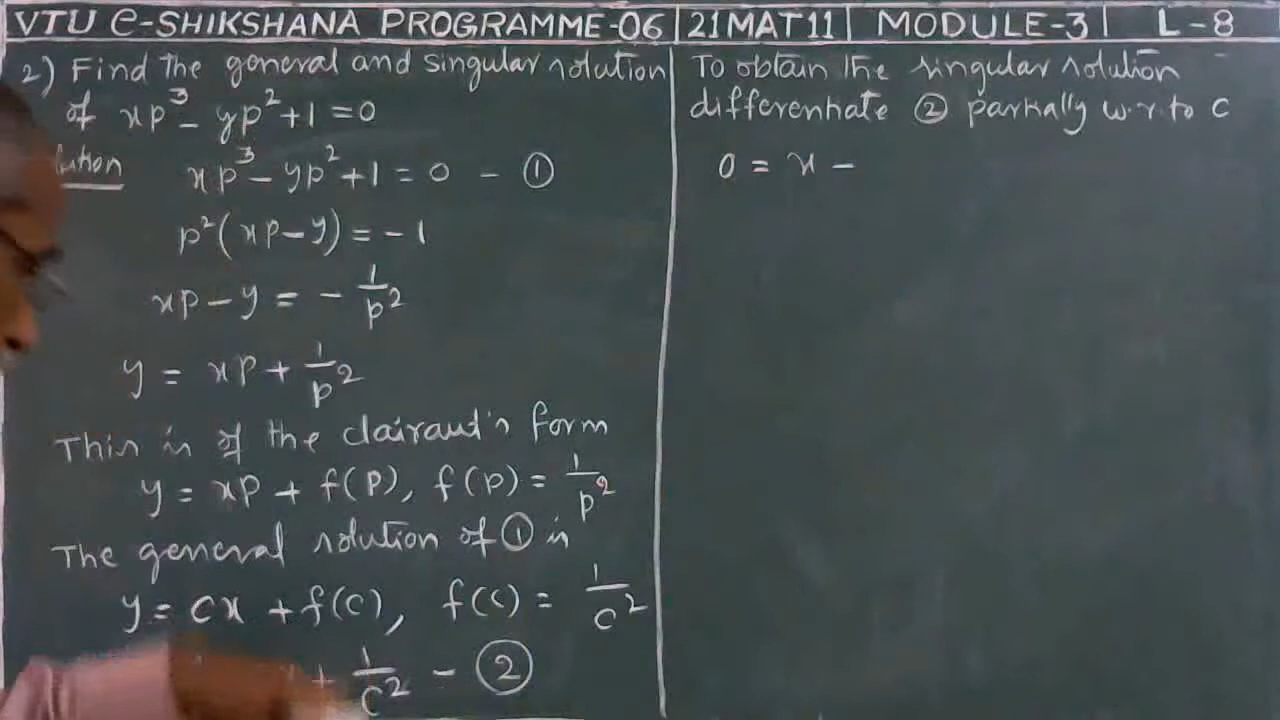 VTU e-SHIKSHANA PROGRAMME-06 | 21MAT11 | MODULE-3 | L-8
2) Find the general and singular solution
of xp³ - yp² + 1 = 0
lution
xp³ - yp² + 1 = 0 - ①
p²(xp - y) = -1
xp - y = - 1/p²
y = xp + 1/p²
This is of the clairaut's form
y = xp + f(p), f(p) = 1/p²
The general solution of ① is
y = cx + f(c), f(c) = 1/c²
+ 1/c² - ②
To obtain the singular solution
differentiate ② partially w.r.to c
0 = x -